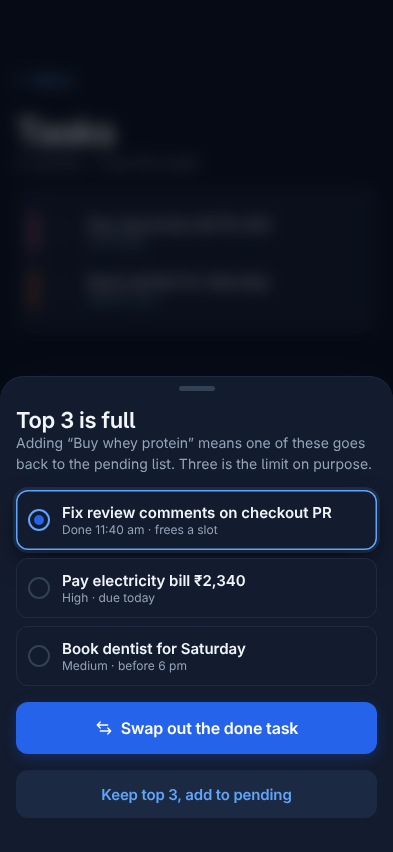 Tasks
Top 3 is full
Adding “Buy whey protein” means one of these goes
back to the pending list. Three is the limit on purpose.
Fix review comments on checkout PR
Done 11:40 am · frees a slot
Pay electricity bill ₹2,340
High · due today
Book dentist for Saturday
Medium · before 6 pm
Swap out the done task
Keep top 3, add to pending